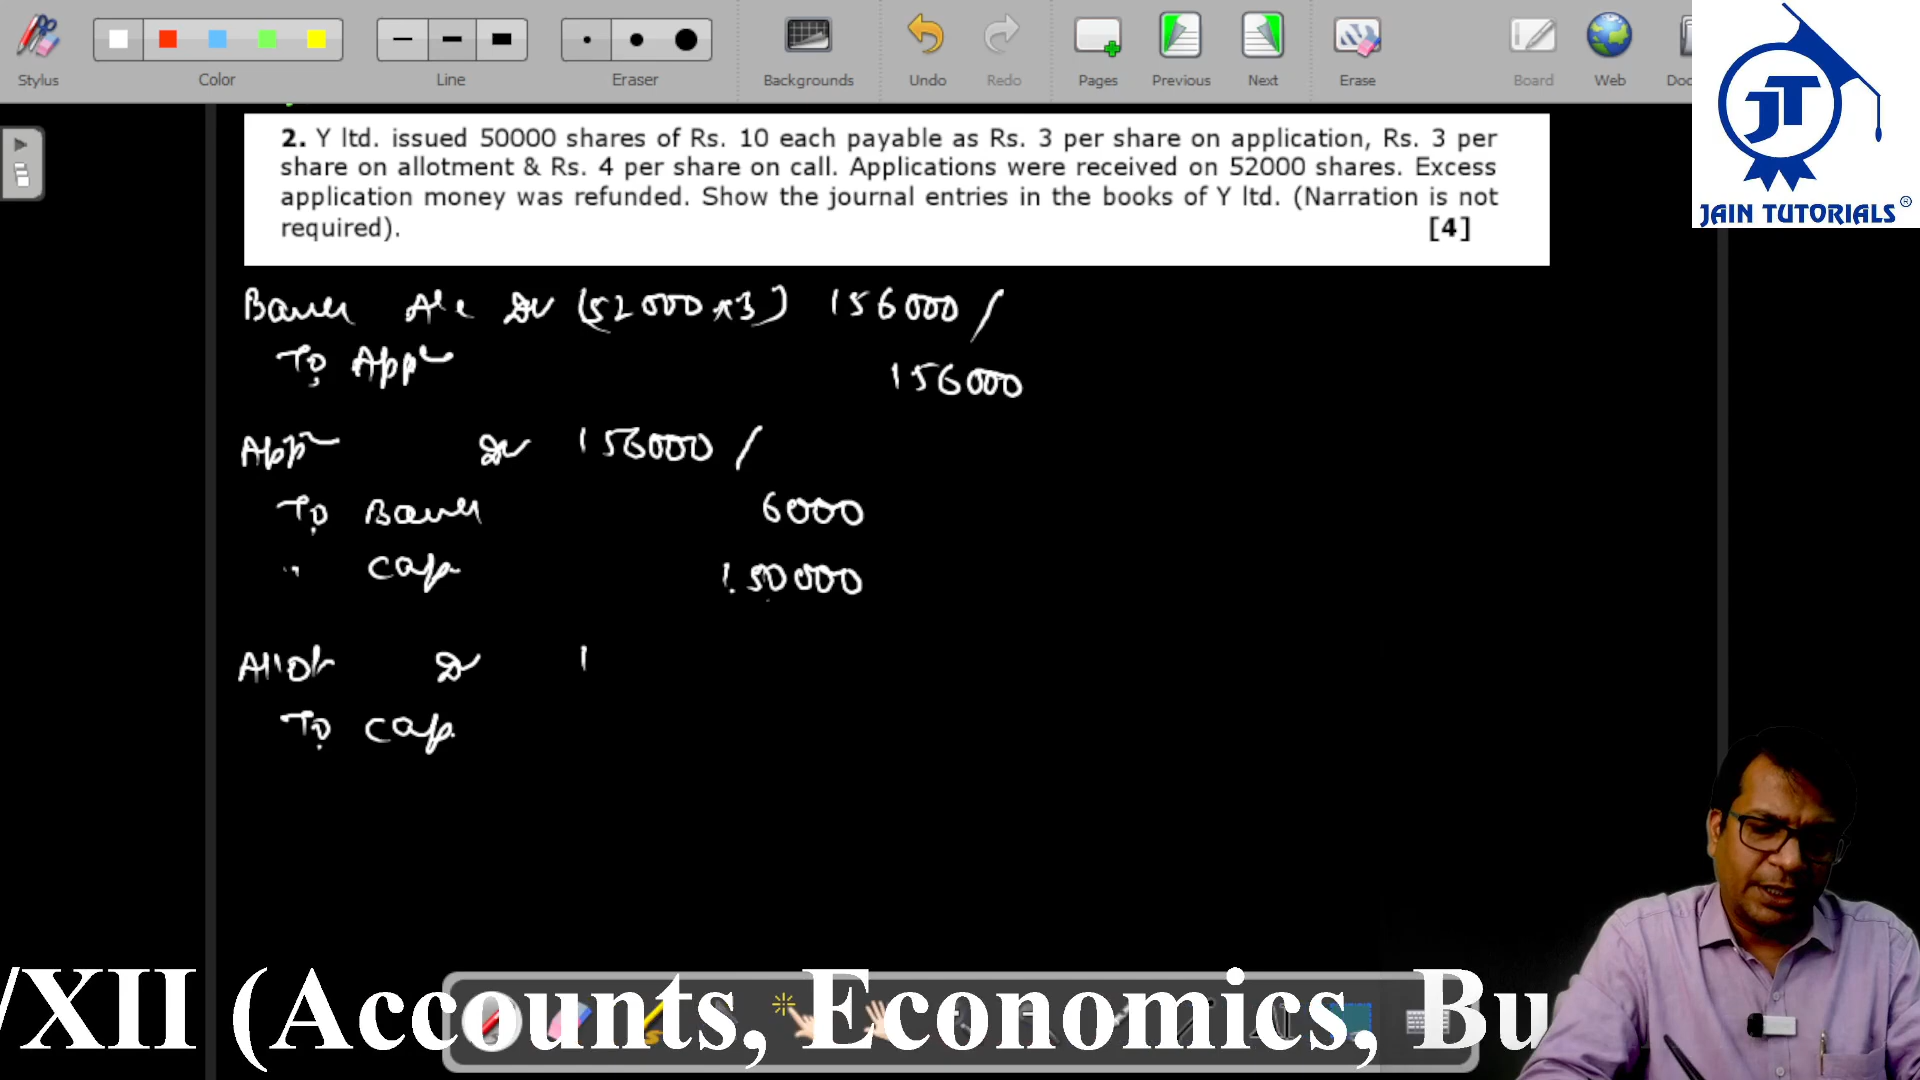 Stylus Color Line Eraser Backgrounds Undo Redo Pages Previous Next Erase Board Web
JT
JAIN TUTORIALS®
2. Y ltd. issued 50000 shares of Rs. 10 each payable as Rs. 3 per share on application, Rs. 3 per
share on allotment & Rs. 4 per share on call. Applications were received on 52000 shares. Excess
application money was refunded. Show the journal entries in the books of Y ltd. (Narration is not
required). [4]
Bank A/c Dr (52000x3) 156000 /
To Appn 156000
Appn Dr 156000 /
To Bank 6000
" Cap 150000
Allot Dr 1
To Cap.
/XII (Accounts, Economics, Bu